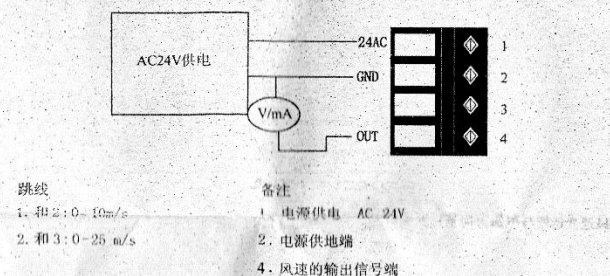 AC24V供电
24AC
1
GND
2
V/mA
3
OUT
4
跳线
1. 和 2 : 0-10m/s
2. 和 3 : 0-25 m/s
备注
1. 电源供电 AC 24V
2. 电源供地端
4. 风速的输出信号端